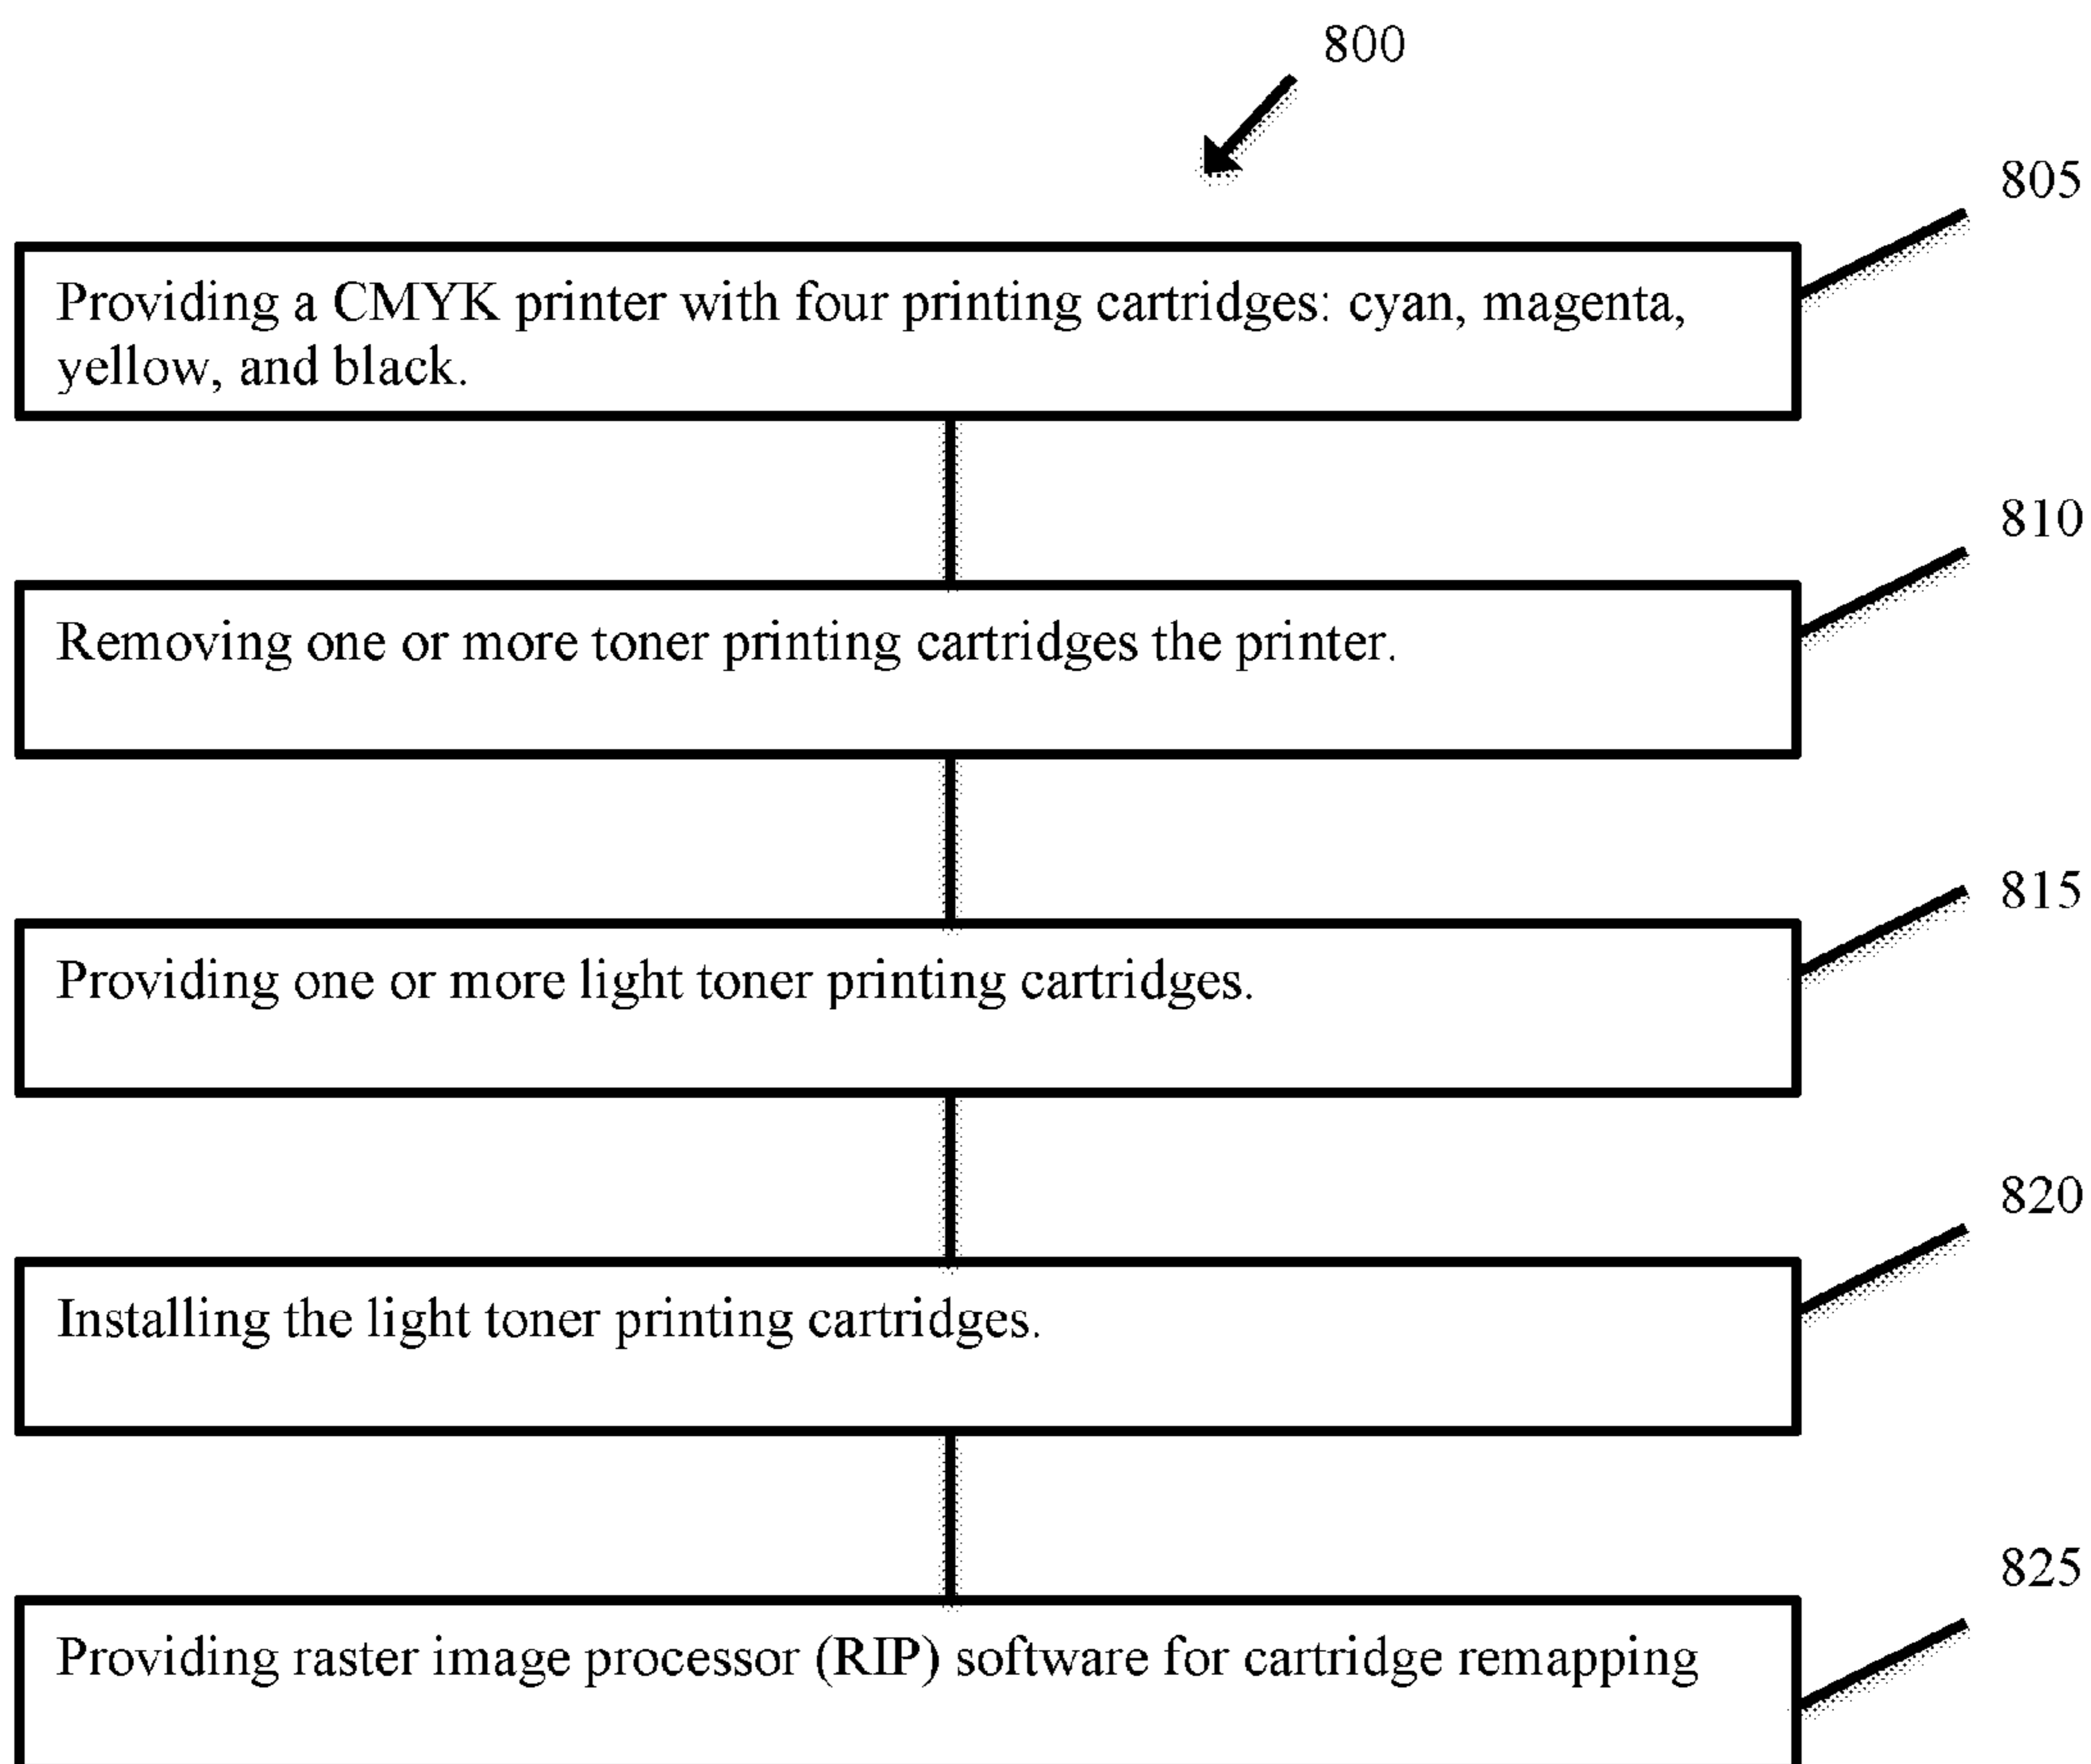 800
805
Providing a CMYK printer with four printing cartridges: cyan, magenta,
yellow, and black.
810
Removing one or more toner printing cartridges the printer.
815
Providing one or more light toner printing cartridges.
820
Installing the light toner printing cartridges.
825
Providing raster image processor (RIP) software for cartridge remapping